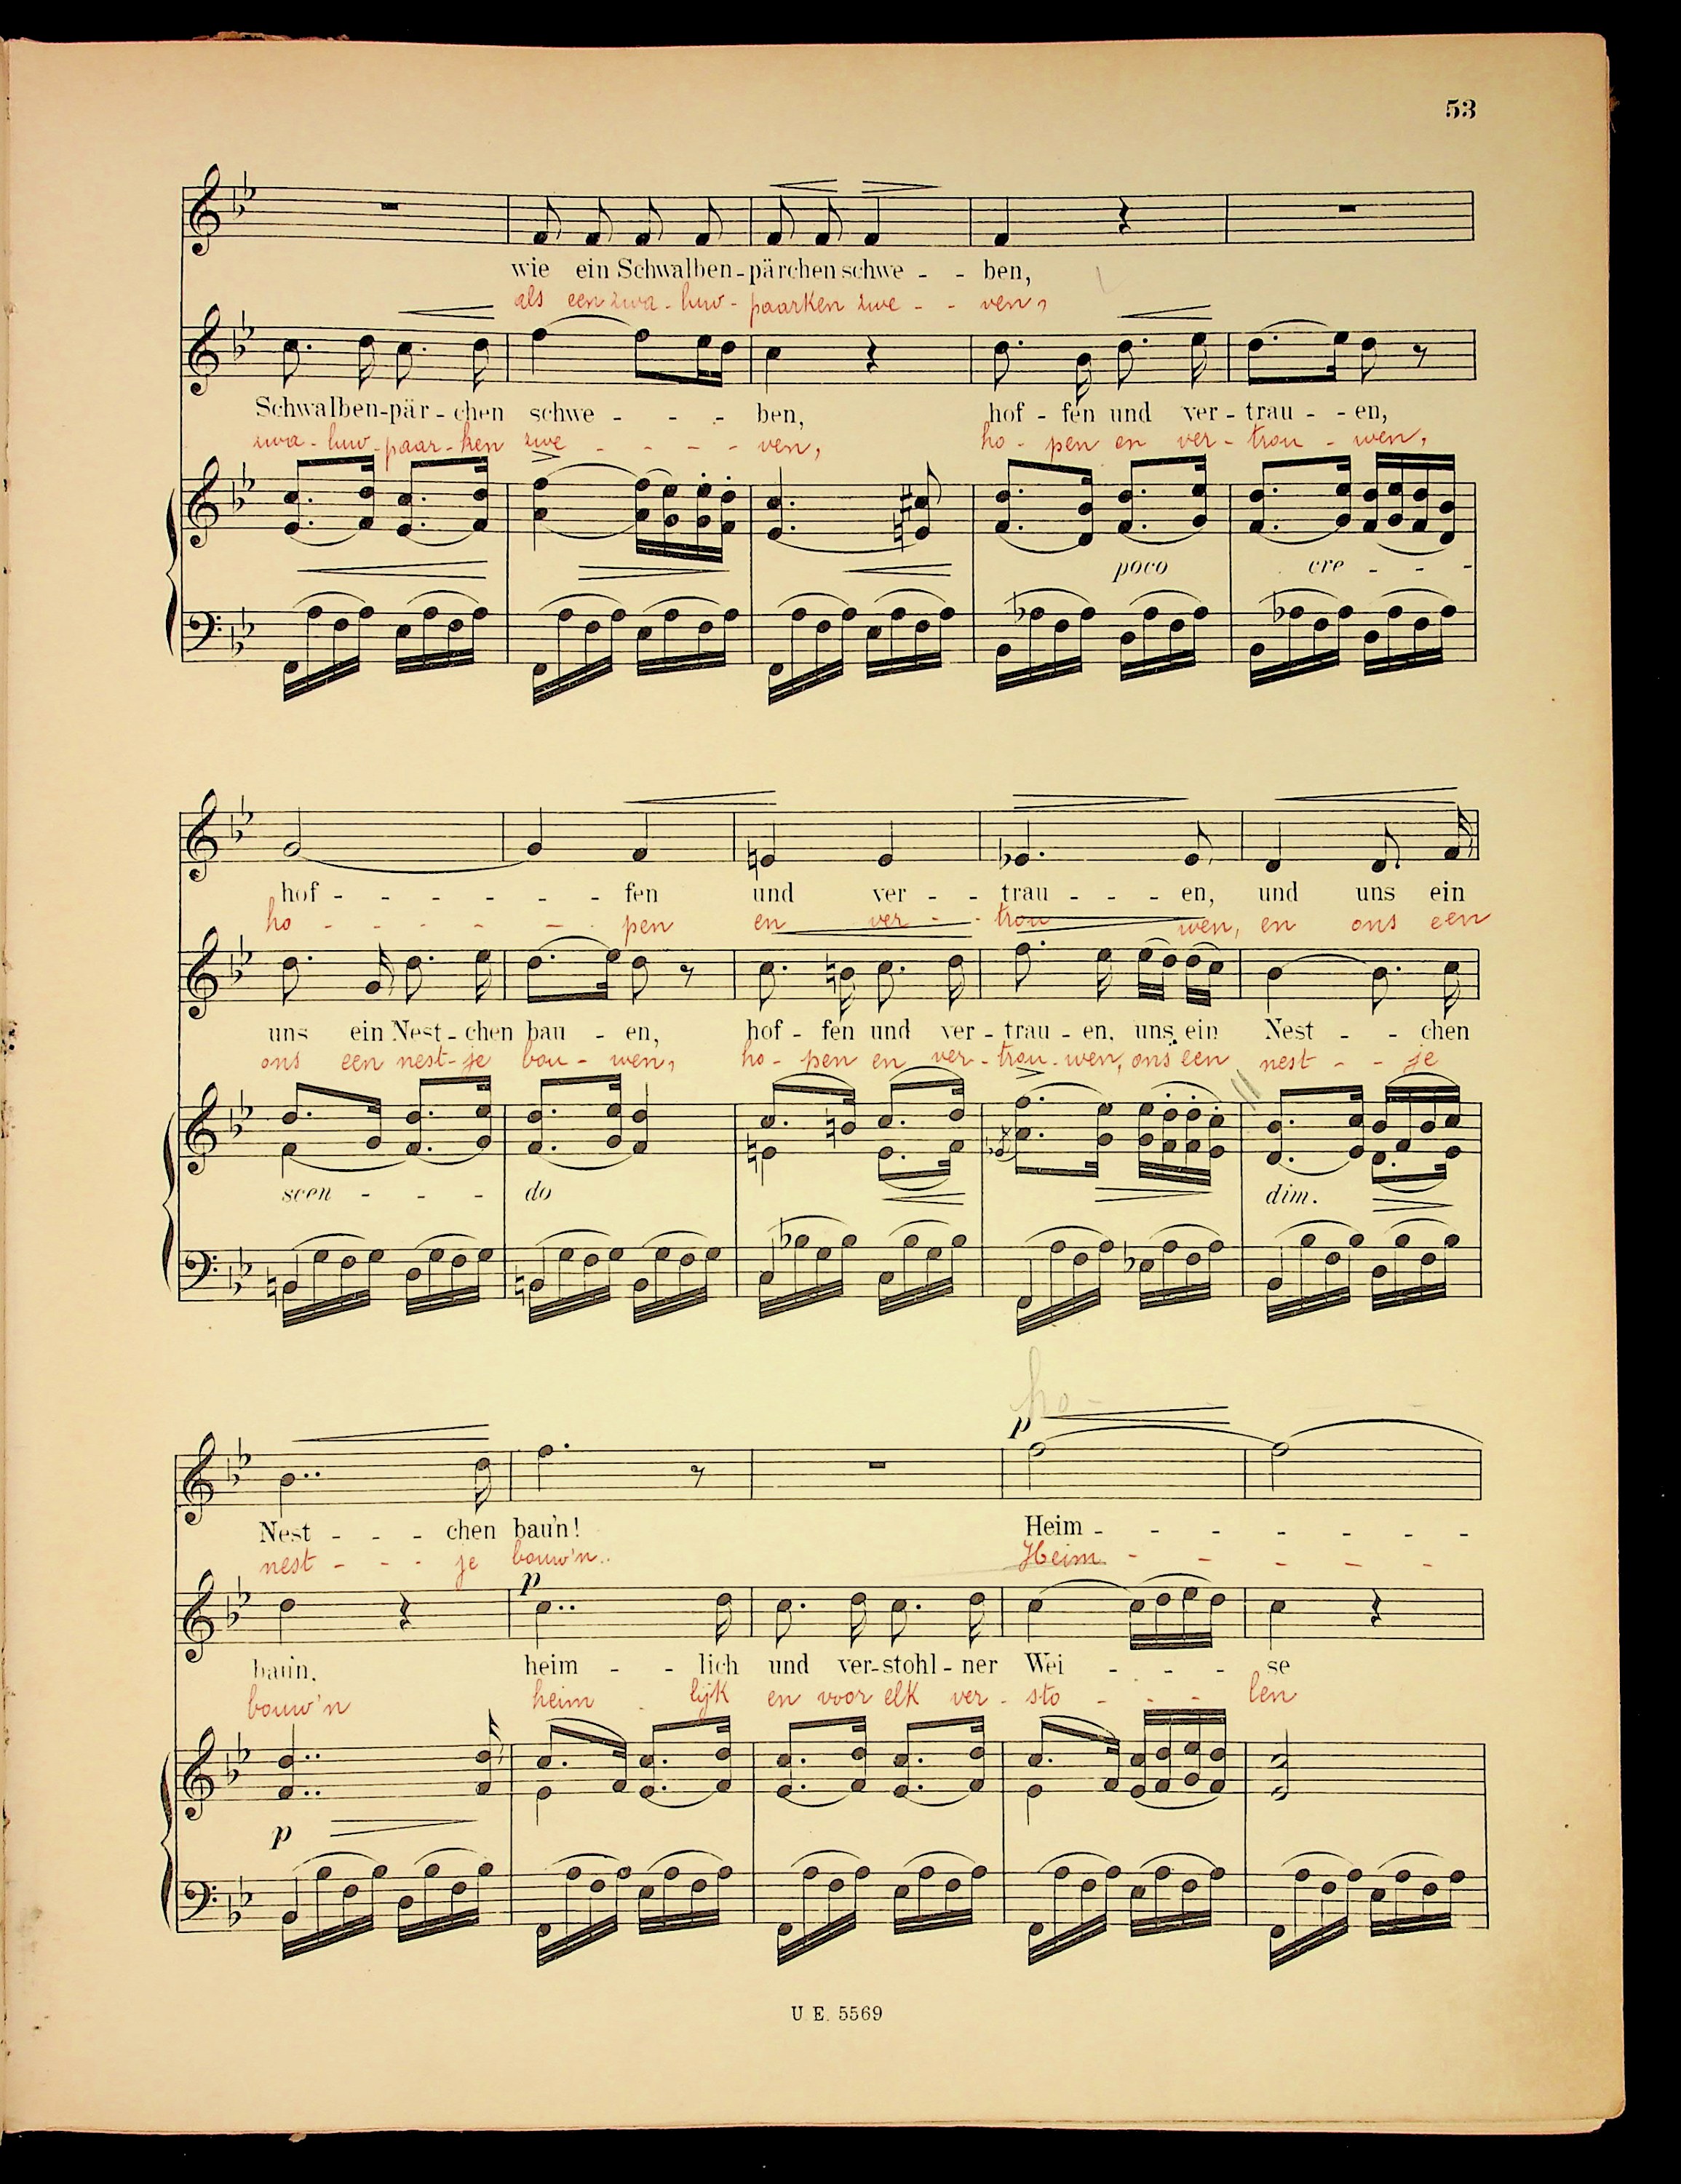 53
wie ein Schwalben-pärchen schwe - - ben,
als een zwa-luw-paarken zwe - - ven,
Schwalben-pär-chen schwe - - - ben, hof-fen und ver-trau - - en,
zwa-luw-paar-ken zwe - - - - ven, ho-pen en ver-trou-wen,
poco cre - - -
hof - - - - - - fen und ver - - trau - - - en, und uns ein
ho - - - - - pen en ver - - trou wen, en ons een
uns ein Nest-chen bau - en, hof-fen und ver-trau-en, uns ein Nest - - chen
ons een nest-je bou-wen, ho-pen en ver-trou-wen, ons een nest - - je
scen - - - do dim.
ho -
p
Nest - - - chen bau'n! Heim - - - - - - -
nest - - - je bouw'n.. Heim - - - - -
p
bau'n. heim - - lich und ver-stohl-ner Wei - - - se
bouw'n heim - lijk en voor elk ver-sto - - - len
p
U. E. 5569